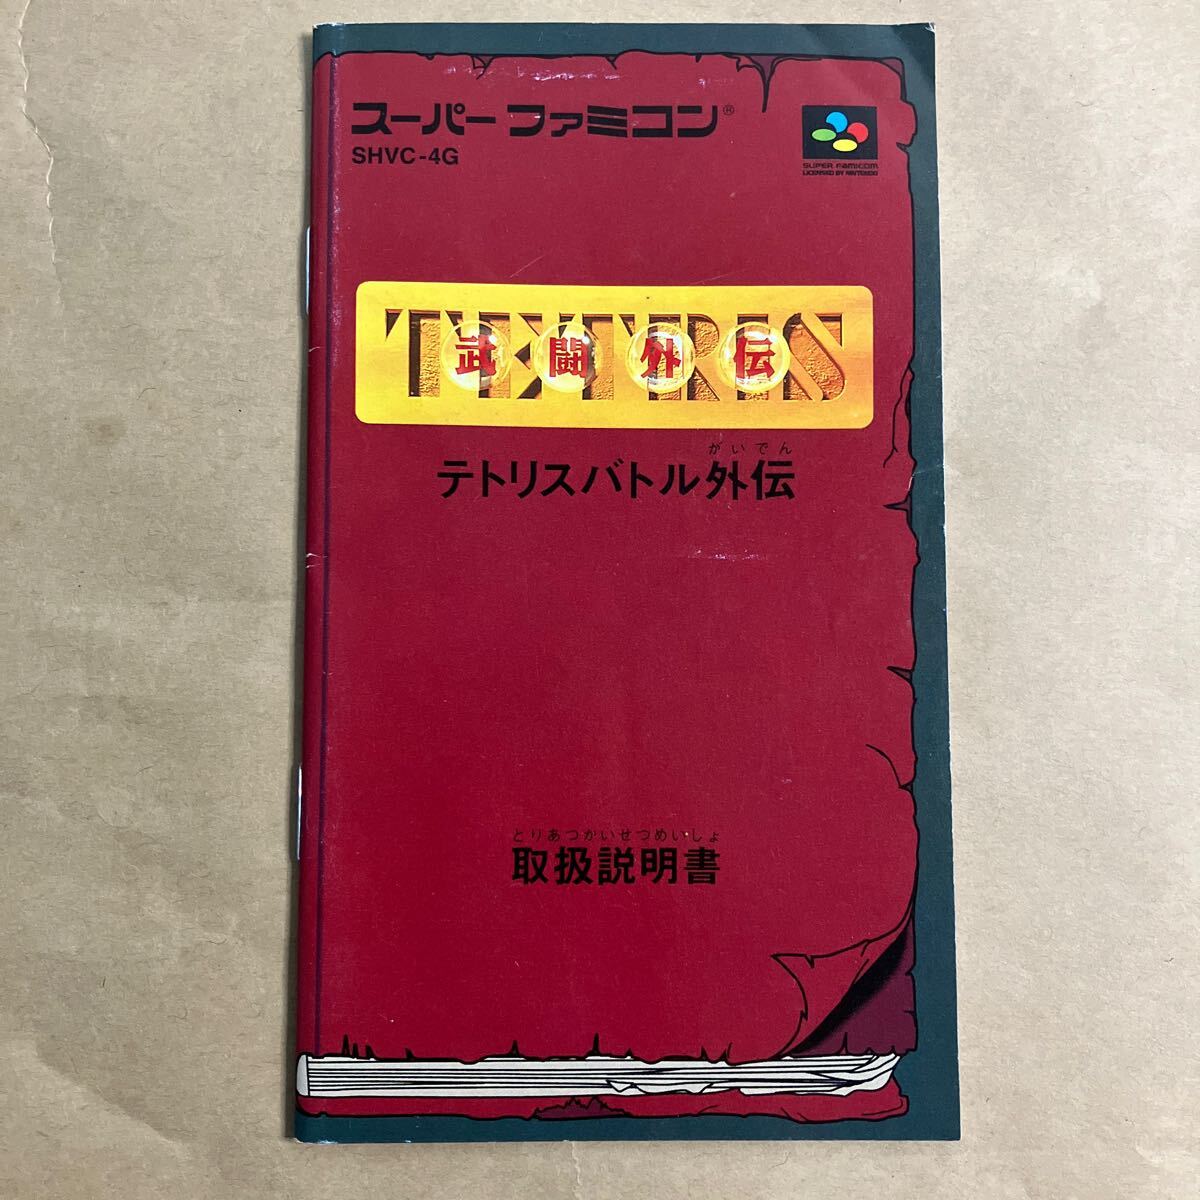 スーパーファミコン®
SHVC-4G
SUPER FAMICOM
LICENSED BY NINTENDO
TETRIS
武闘外伝
がいでん
テトリスバトル外伝
とりあつかいせつめいしょ
取扱説明書